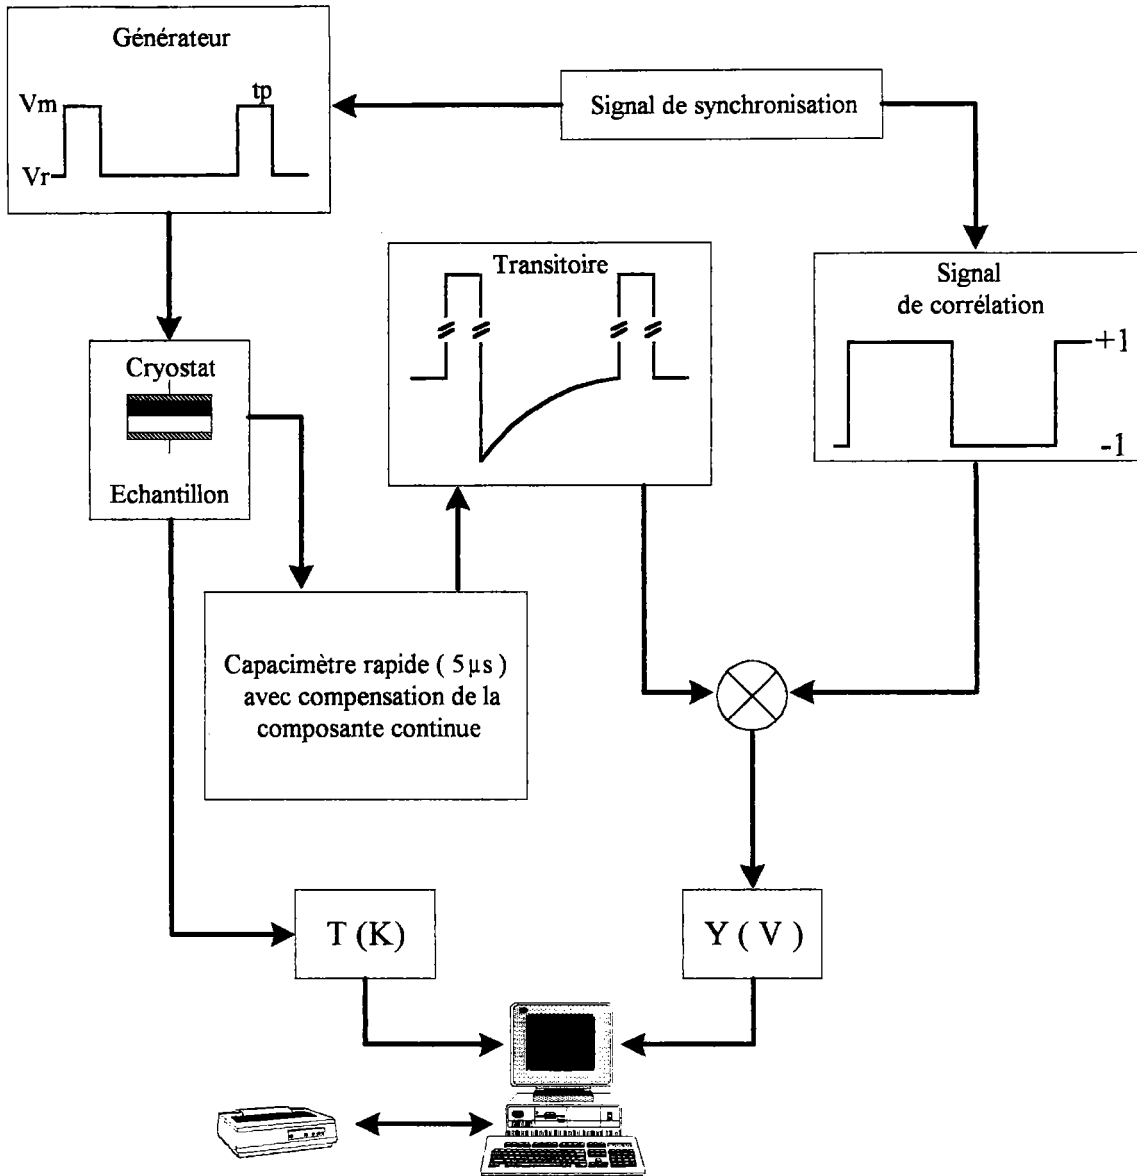 Générateur
Vm
tp
Vr
Signal de synchronisation
Transitoire
Signal
de corrélation
+1
-1
Cryostat
Echantillon
Capacimètre rapide ( 5µs )
avec compensation de la
composante continue
T (K)
Y ( V )